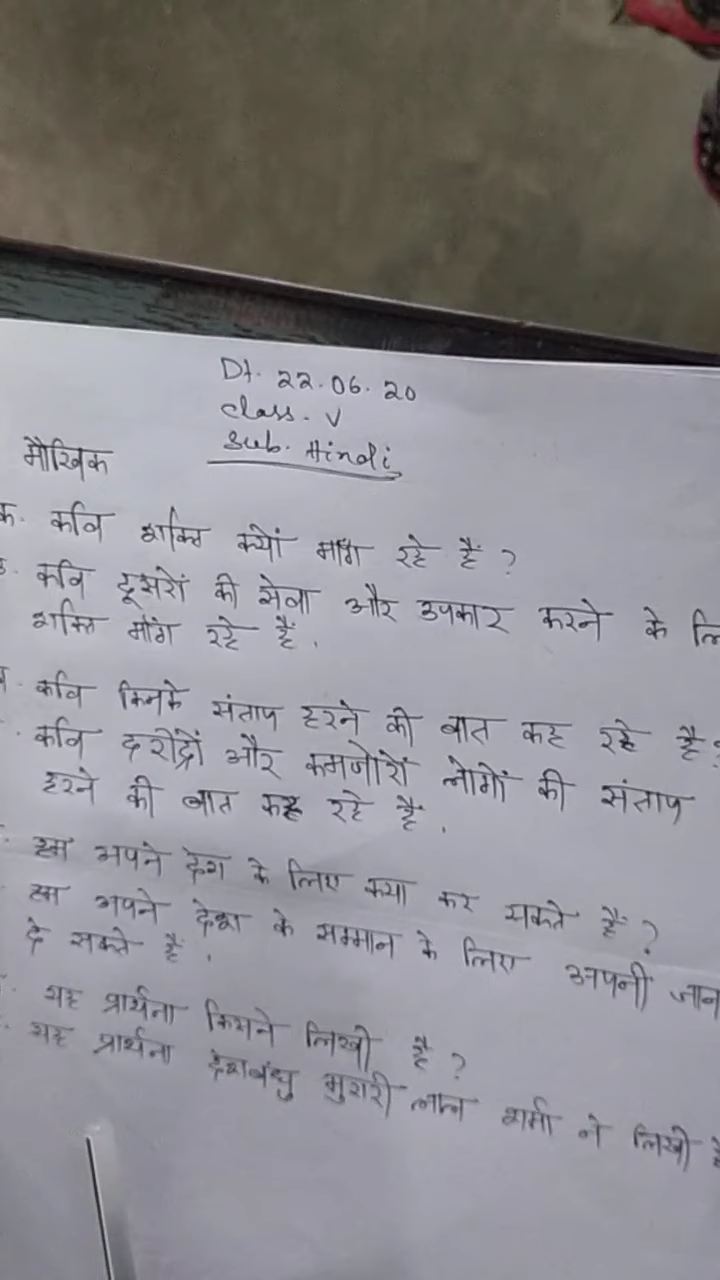 Dt. 22.06.20
Class. V
Sub. Hindi
मौखिक
क. कवि शक्ति क्यों मांग रहे हैं ?
कवि दूसरों की सेवा और उपकार करने के लि
शक्ति मांग रहे हैं .
कवि किनके संताप हरने की बात कह रहे है?
कवि दरीद्रों और कमजोरों लोगों की संताप
हरने की बात कह रहे हैं .
हम अपने देश के लिए क्या कर सकते हैं ?
हम अपने देश के सम्मान के लिए अपनी जान
दे सकते है .
यह प्रार्थना किसने लिखी है ?
यह प्रार्थना देशबंधु मुरारी लाल शर्मा ने लिखी है